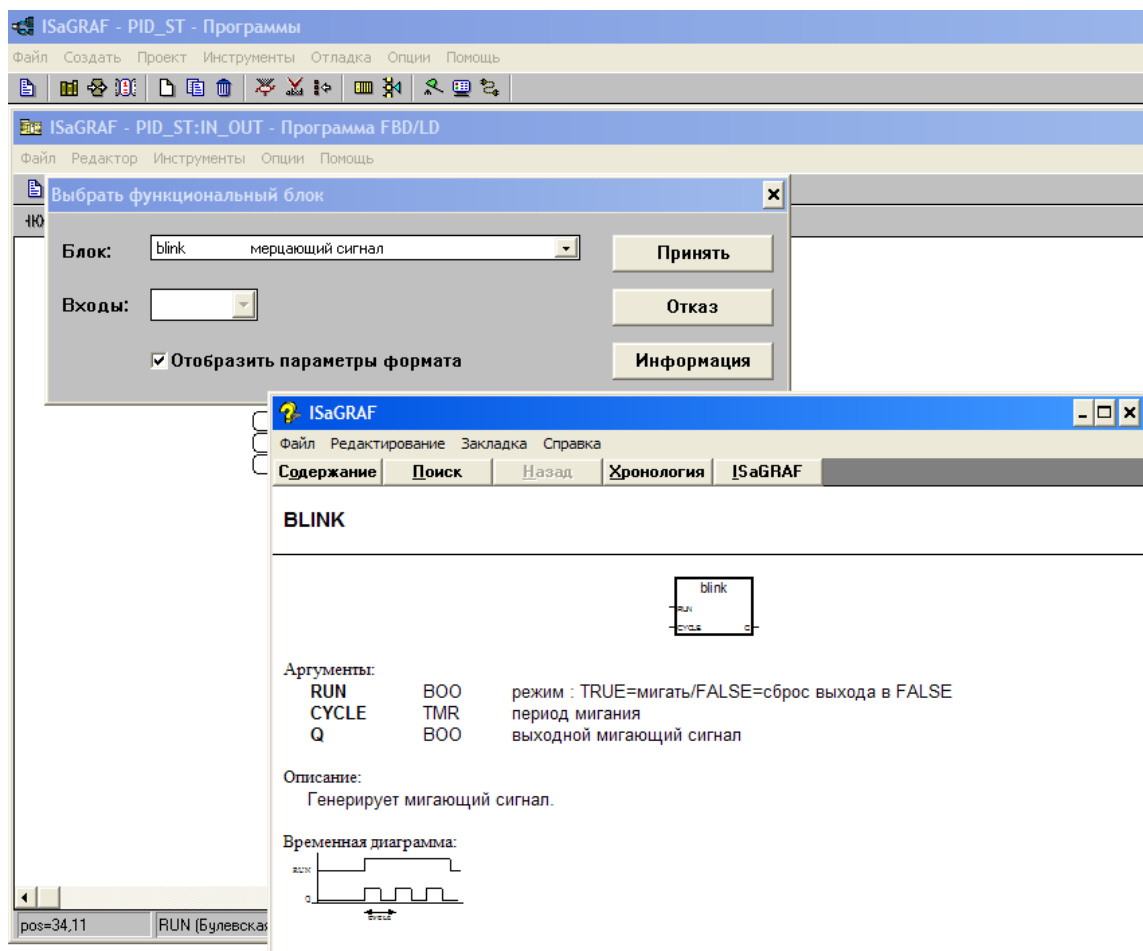 ISaGRAF - PID_ST - Программы
Файл Создать Проект Инструменты Отладка Опции Помощь
ISaGRAF - PID_ST:IN_OUT - Программа FBD/LD
Файл Редактор Инструменты Опции Помощь
Выбрать функциональный блок
Блок: blink мерцающий сигнал Принять
Входы: Отказ
Отобразить параметры формата Информация
ISaGRAF
Файл Редактирование Закладка Справка
Содержание Поиск Назад Хронология ISaGRAF
BLINK
blink
RUN
CYCLE Q
Аргументы:
RUN BOO режим : TRUE=мигать/FALSE=сброс выхода в FALSE
CYCLE TMR период мигания
Q BOO выходной мигающий сигнал
Описание:
Генерирует мигающий сигнал.
Временная диаграмма:
RUN
Q
CYCLE
pos=34,11 RUN (Булевская